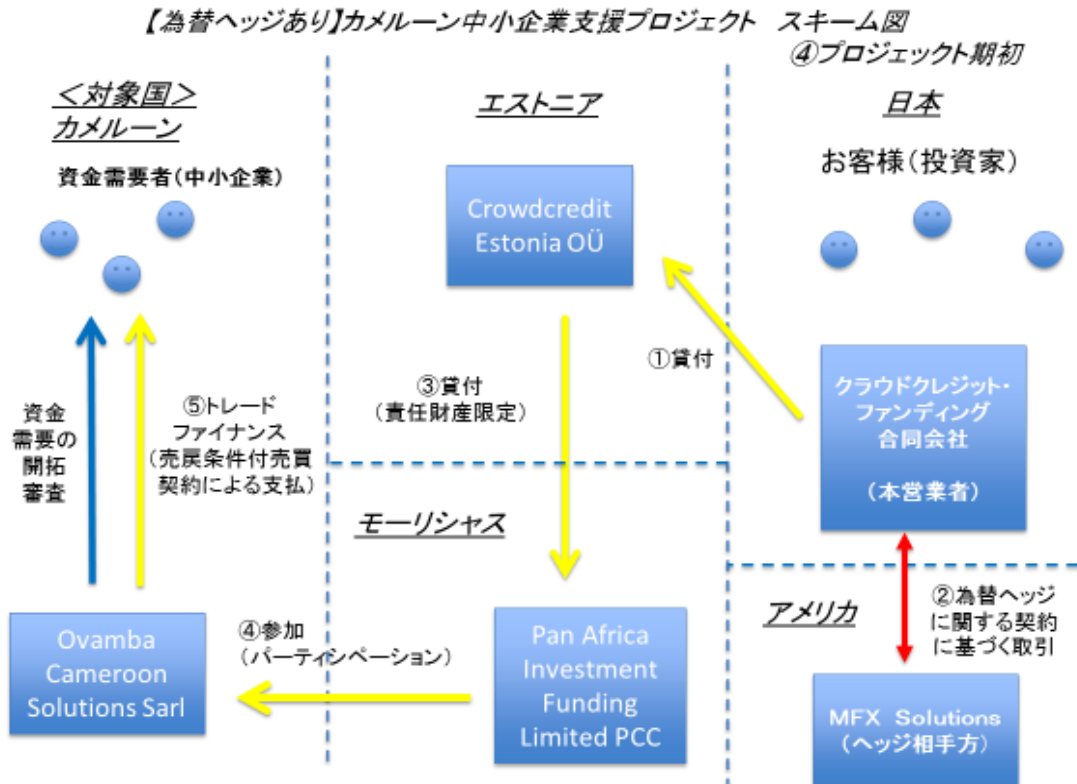 【為替ヘッジあり】カメルーン中小企業支援プロジェクト　スキーム図
④プロジェックト期初
＜対象国＞
カメルーン
資金需要者（中小企業）
資金
需要の
開拓
審査
⑤トレード
ファイナンス
（売戻条件付売買
契約による支払）
Ovamba
Cameroon
Solutions Sarl
エストニア
Crowdcredit
Estonia OÜ
③貸付
（責任財産限定）
①貸付
モーリシャス
④参加
（パーティシペーション）
Pan Africa
Investment
Funding
Limited PCC
日本
お客様（投資家）
クラウドクレジット・
ファンディング
合同会社
（本営業者）
アメリカ
②為替ヘッジ
に関する契約
に基づく取引
MFX Solutions
（ヘッジ相手方）